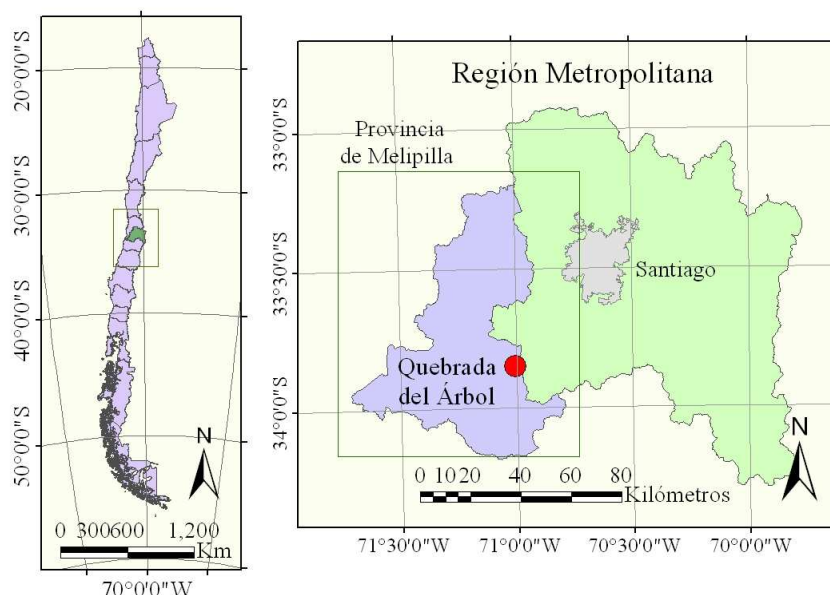 20°0'0"S
30°0'0"S
40°0'0"S
50°0'0"S
N
0 300600 1,200
Km
70°0'0"W
Región Metropolitana
Provincia
de Melipilla
33°0'0"S
33°30'0"S
34°0'0"S
Santiago
Quebrada
del Árbol
N
0 10 20 40 60 80
Kilómetros
71°30'0"W 71°0'0"W 70°30'0"W 70°0'0"W